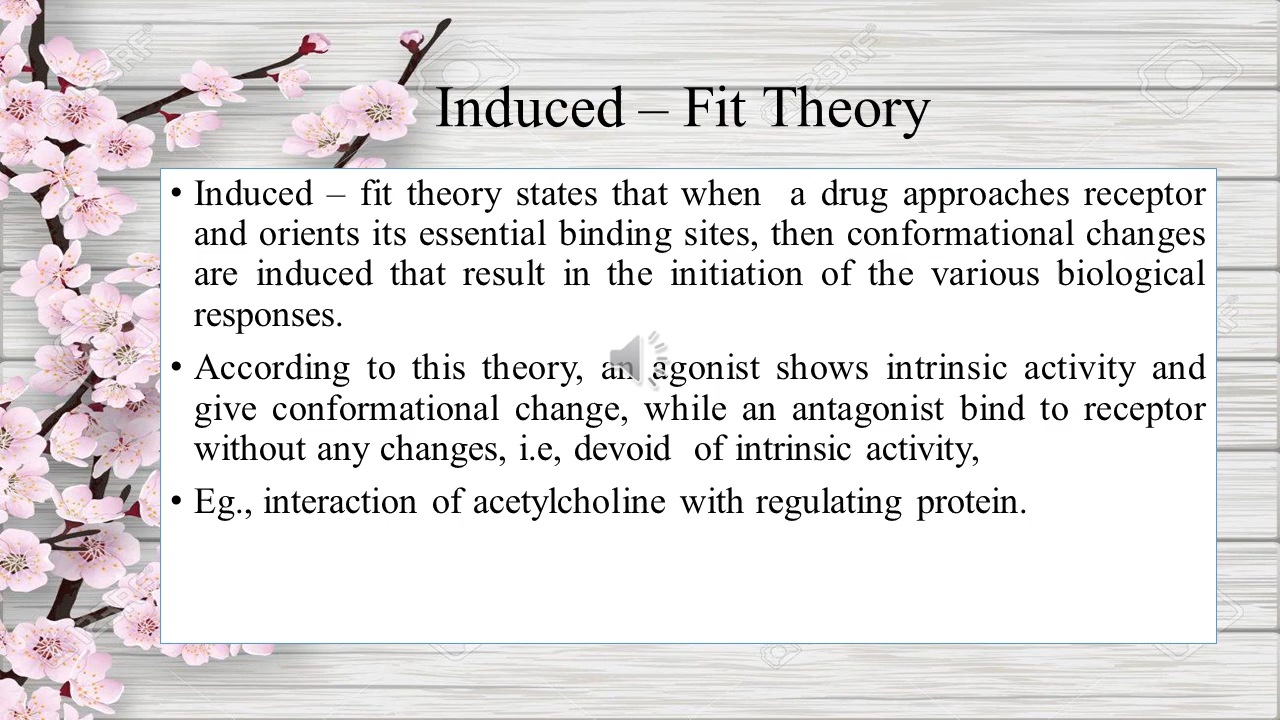 Induced – Fit Theory
• Induced – fit theory states that when a drug approaches receptor
and orients its essential binding sites, then conformational changes
are induced that result in the initiation of the various biological
responses.
• According to this theory, an agonist shows intrinsic activity and
give conformational change, while an antagonist bind to receptor
without any changes, i.e, devoid of intrinsic activity,
• Eg., interaction of acetylcholine with regulating protein.